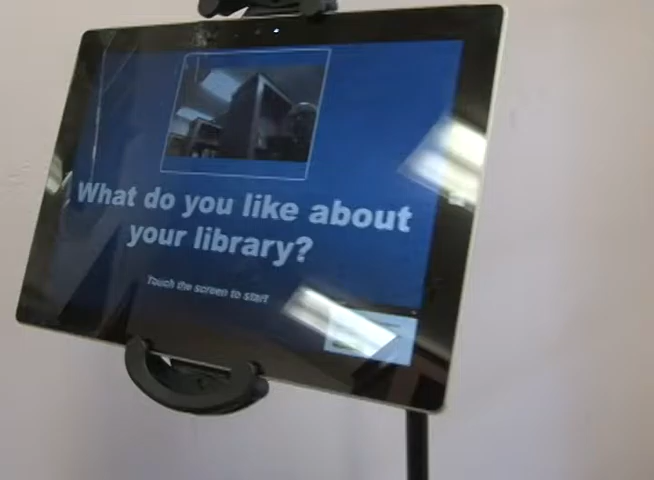 What do you like about
your library?
Touch the screen to start